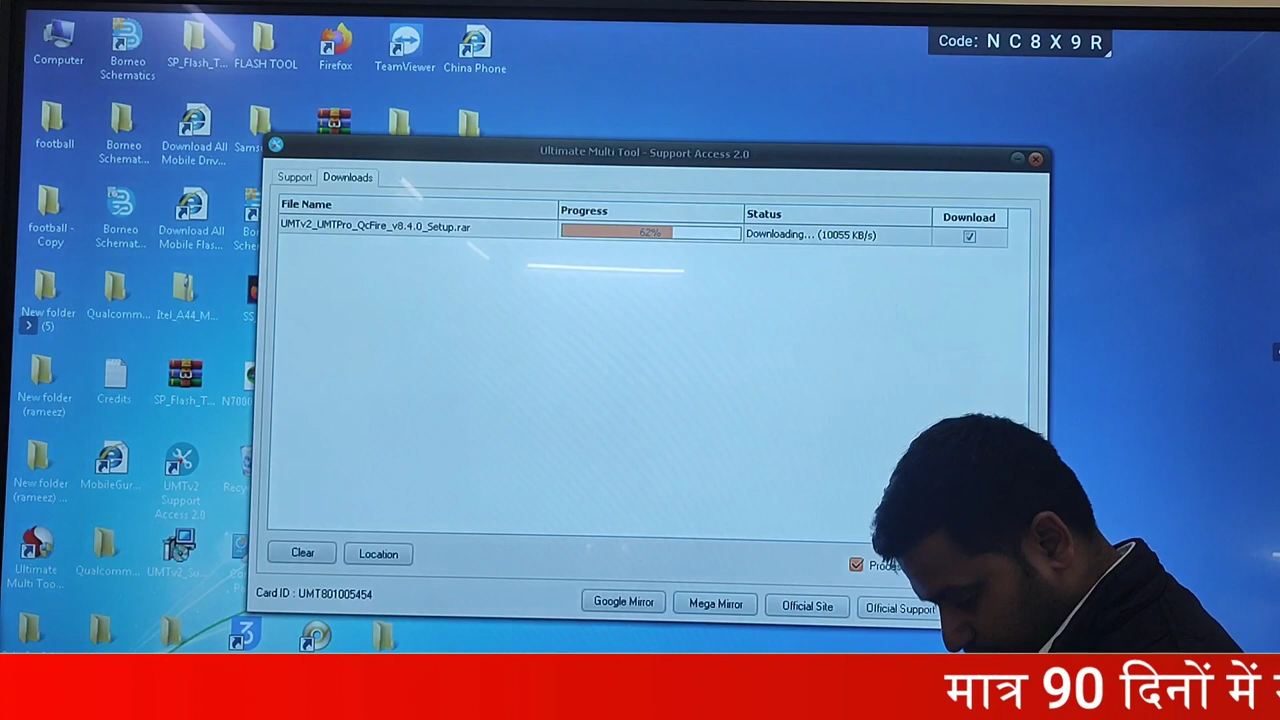 Code: N C 8 X 9 R
Computer
Borneo
Schematics
SP_Flash_T...
FLASH TOOL
Firefox
TeamViewer
China Phone
football
Borneo
Schemat...
Download All
Mobile Driv...
Ultimate Multi Tool - Support Access 2.0
Support
Downloads
File Name
Progress
Status
Download
UMTv2_UMTPro_QcFire_v8.4.0_Setup.rar
62%
Downloading... (10055 KB/s)
football -
Copy
Borneo
Schemat...
Download All
Mobile Flas...
New folder
(5)
Qualcomm...
Itel_A44_M...
New folder
(rameez)
Credits
SP_Flash_T...
New folder
(rameez) ...
MobileGur...
UMTv2
Support
Access 2.0
Ultimate
Multi Too...
Qualcomm...
UMTv2_Su...
Clear
Location
Card ID : UMT801005454
Google Mirror
Mega Mirror
Official Site
Official Support
मात्र 90 दिनों में